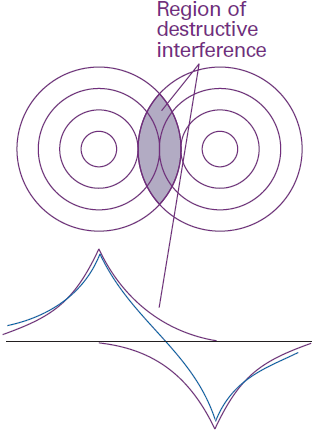 Region of
destructive
interference